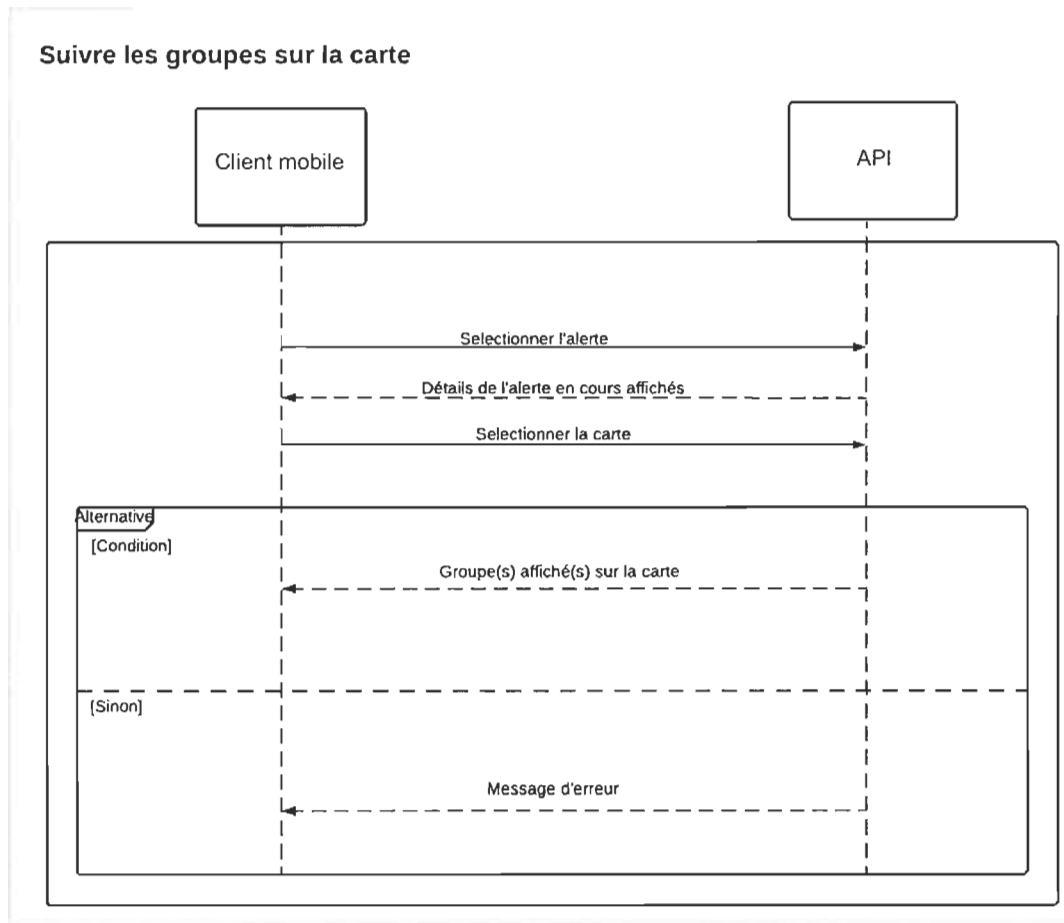 Suivre les groupes sur la carte
Client mobile
API
Selectionner l'alerte
Détails de l'alerte en cours affichés
Selectionner la carte
Alternative
[Condition]
Groupe(s) affiché(s) sur la carte
[Sinon]
Message d'erreur